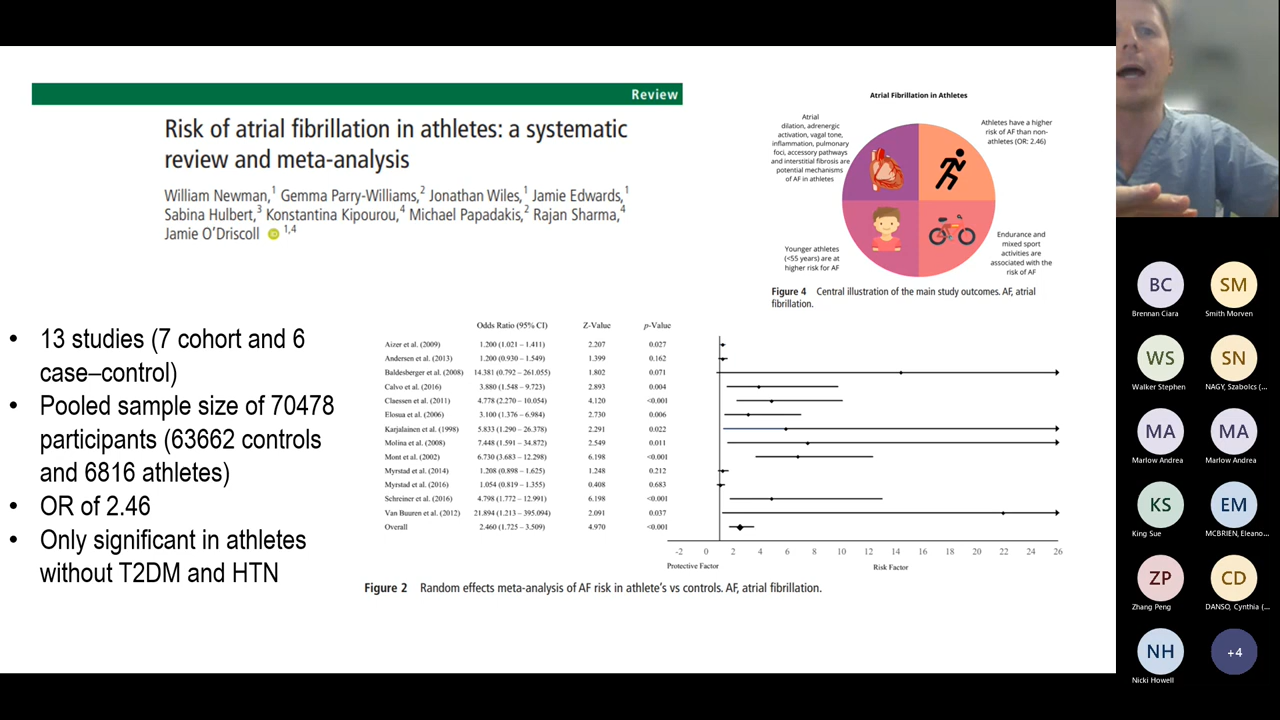 Review
Risk of atrial fibrillation in athletes: a systematic
review and meta-analysis
William Newman,1 Gemma Parry-Williams,2 Jonathan Wiles,1 Jamie Edwards,1
Sabina Hulbert,3 Konstantina Kipourou,4 Michael Papadakis,2 Rajan Sharma,4
Jamie O'Driscoll 1,4
Atrial Fibrillation in Athletes
Atrial
dilation, adrenergic
activation, vagal tone,
inflammation, pulmonary
foci, accessory pathways
and interstitial fibrosis are
potential mechanisms
of AF in athletes
Athletes have a higher
risk of AF than non-
athletes (OR: 2.46)
Younger athletes
(<55 years) are at
higher risk for AF
Endurance and
mixed sport
activities are
associated with the
risk of AF
Figure 4 Central illustration of the main study outcomes. AF, atrial
fibrillation.
• 13 studies (7 cohort and 6
case–control)
• Pooled sample size of 70478
participants (63662 controls
and 6816 athletes)
• OR of 2.46
• Only significant in athletes
without T2DM and HTN
Odds Ratio (95% CI) Z-Value p-Value
Aizer et al. (2009) 1.200 (1.021 – 1.411) 2.207 0.027
Andersen et al. (2013) 1.200 (0.930 – 1.549) 1.399 0.162
Baldesberger et al. (2008) 14.381 (0.792 – 261.055) 1.802 0.071
Calvo et al. (2016) 3.880 (1.548 – 9.723) 2.893 0.004
Claessen et al. (2011) 4.778 (2.270 – 10.054) 4.120 <0.001
Elosua et al. (2006) 3.100 (1.376 – 6.984) 2.730 0.006
Karjalainen et al. (1998) 5.833 (1.290 – 26.378) 2.291 0.022
Molina et al. (2008) 7.448 (1.591 – 34.872) 2.549 0.011
Mont et al. (2002) 6.730 (3.683 – 12.298) 6.198 <0.001
Myrstad et al. (2014) 1.208 (0.898 – 1.625) 1.248 0.212
Myrstad et al. (2016) 1.054 (0.819 – 1.355) 0.408 0.683
Schreiner et al. (2016) 4.798 (1.772 – 12.991) 6.198 <0.001
Van Buuren et al. (2012) 21.894 (1.213 – 395.094) 2.091 0.037
Overall 2.460 (1.725 – 3.509) 4.970 <0.001
-2 0 2 4 6 8 10 12 14 16 18 20 22 24 26
Protective Factor Risk Factor
Figure 2 Random effects meta-analysis of AF risk in athlete's vs controls. AF, atrial fibrillation.
BC SM
Brennan Ciara Smith Morven
WS SN
Walker Stephen NAGY, Szabolcs (...
MA MA
Marlow Andrea Marlow Andrea
KS EM
King Sue MCBRIEN, Eleano...
ZP CD
Zhang Peng DANSO, Cynthia (...
NH +4
Nicki Howell